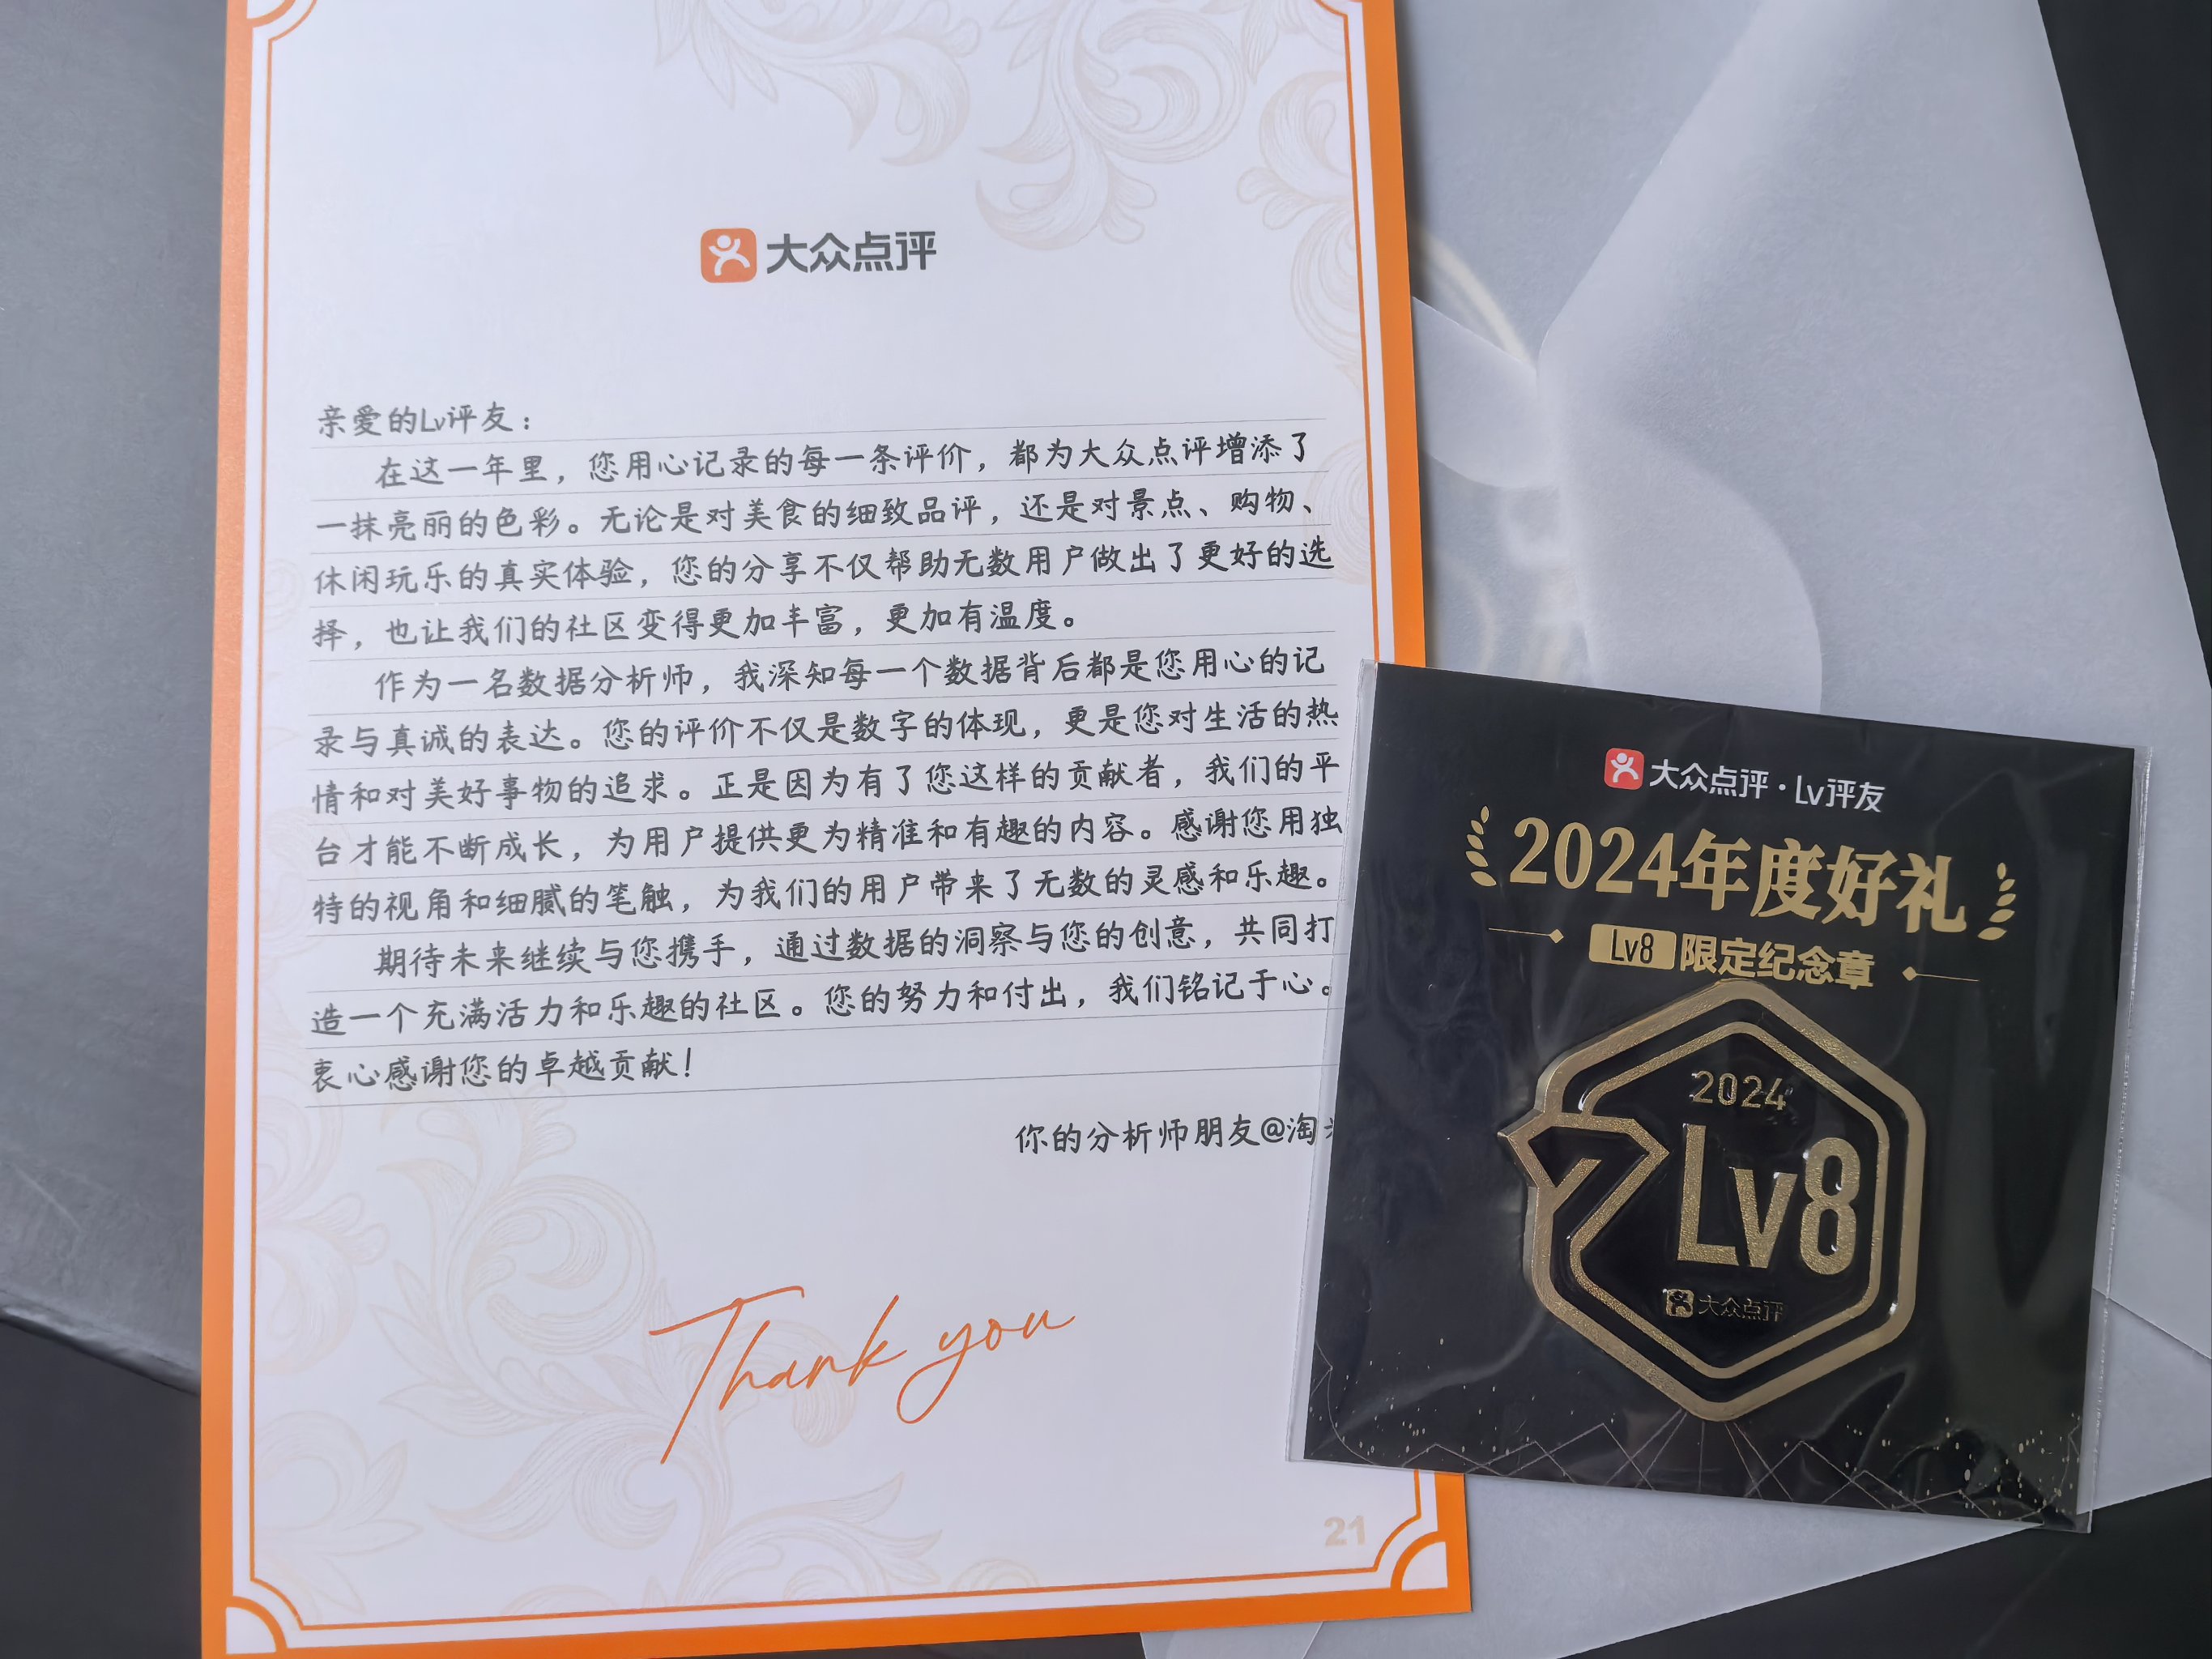 大众点评
亲爱的Lv评友：
在这一年里，您用心记录的每一条评价，都为大众点评增添了
一抹亮丽的色彩。无论是对美食的细致品评，还是对景点、购物、
休闲玩乐的真实体验，您的分享不仅帮助无数用户做出了更好的选
择，也让我们的社区变得更加丰富，更加有温度。
作为一名数据分析师，我深知每一个数据背后都是您用心的记
录与真诚的表达。您的评价不仅是数字的体现，更是您对生活的热
情和对美好事物的追求。正是因为有了您这样的贡献者，我们的平
台才能不断成长，为用户提供更为精准和有趣的内容。感谢您用独
特的视角和细腻的笔触，为我们的用户带来了无数的灵感和乐趣。
期待未来继续与您携手，通过数据的洞察与您的创意，共同打
造一个充满活力和乐趣的社区。您的努力和付出，我们铭记于心。
衷心感谢您的卓越贡献！
你的分析师朋友@淘
Thank you
21
大众点评·Lv评友
2024年度好礼
Lv8 限定纪念章
2024
Lv8
大众点评